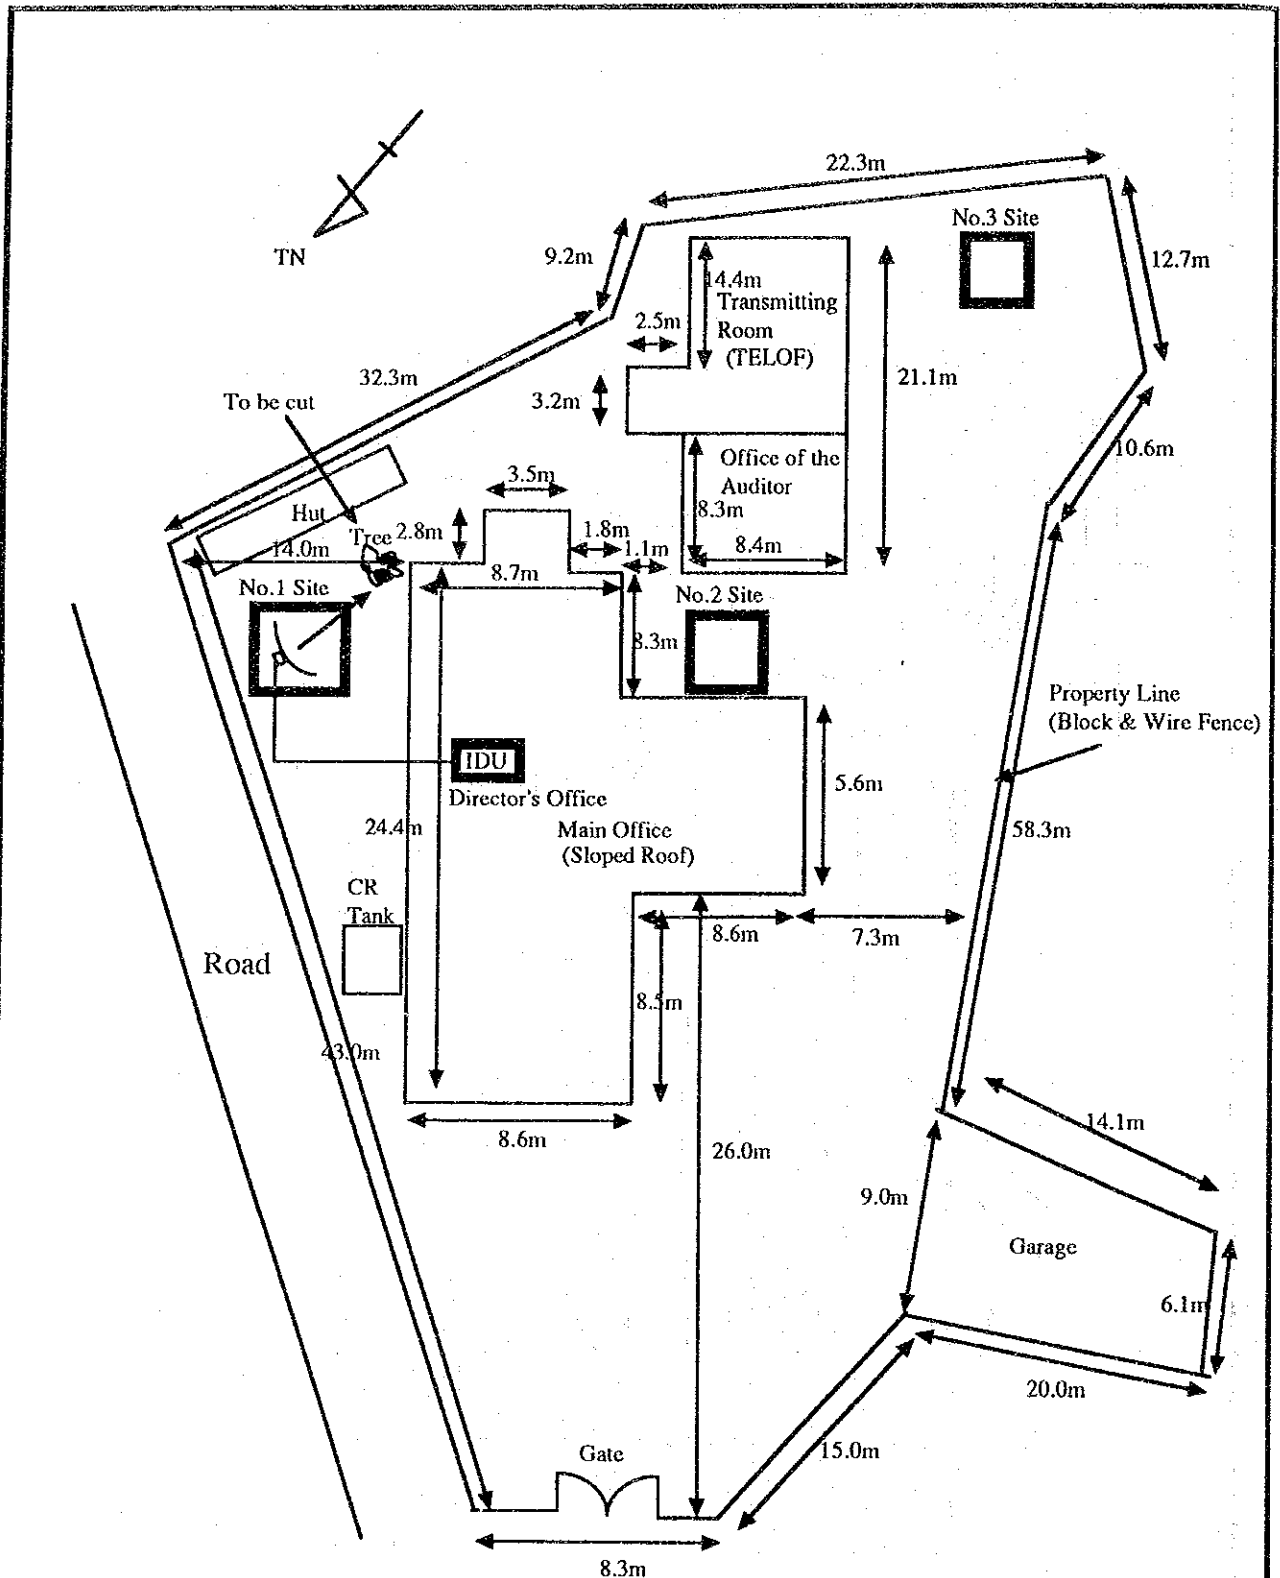 22.3m
No.3 Site
TN
9.2m
12.7m
14.4m
Transmitting
Room
(TELOF)
2.5m
32.3m
21.1m
To be cut
3.2m
10.6m
Office of the
Auditor
3.5m
8.3m
Hut
Tree
2.8m
1.8m
14.0m
1.1m
8.4m
8.7m
No.1 Site
No.2 Site
8.3m
Property Line
(Block & Wire Fence)
IDU
Director's Office
5.6m
24.4m
Main Office
(Sloped Roof)
58.3m
CR
Tank
8.6m
7.3m
Road
8.5m
43.0m
14.1m
8.6m
26.0m
9.0m
Garage
6.1m
20.0m
15.0m
Gate
8.3m